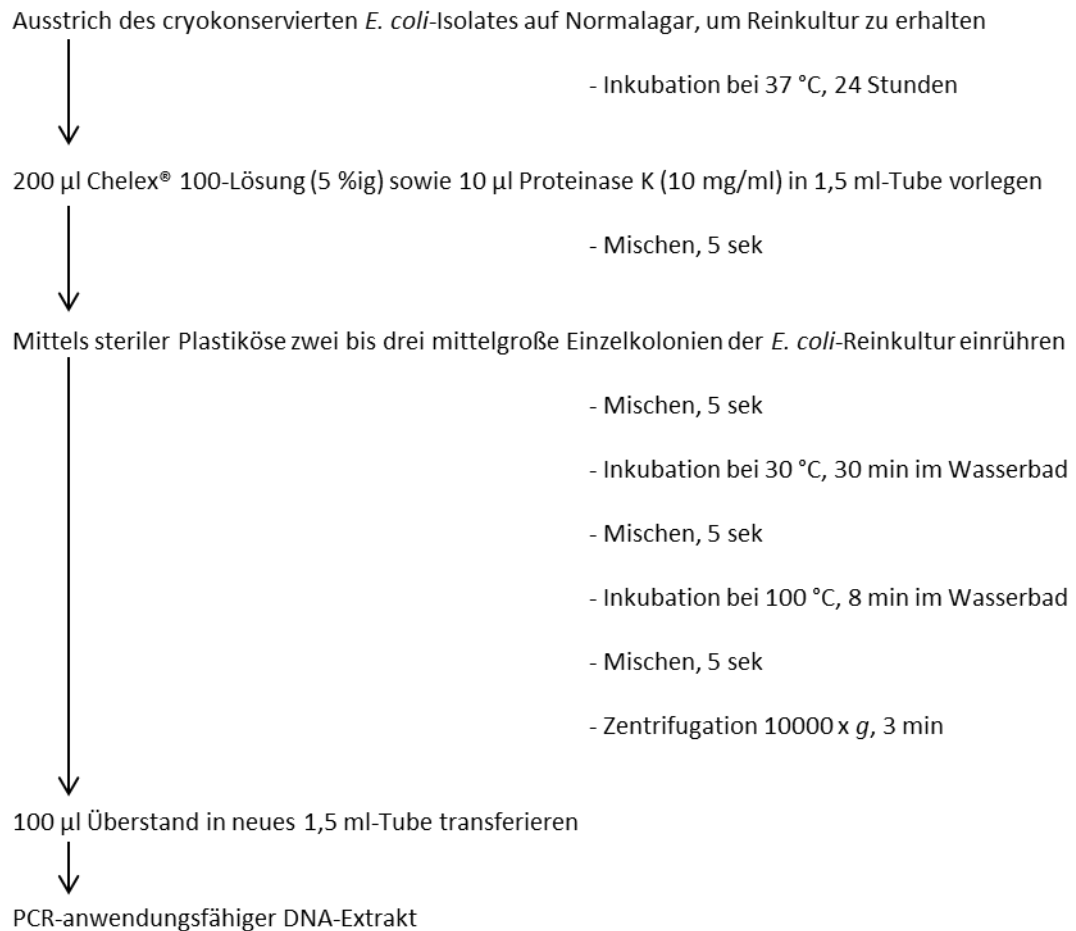 Ausstrich des cryokonservierten E. coli-Isolates auf Normalagar, um Reinkultur zu erhalten
- Inkubation bei 37 °C, 24 Stunden
200 µl Chelex® 100-Lösung (5 %ig) sowie 10 µl Proteinase K (10 mg/ml) in 1,5 ml-Tube vorlegen
- Mischen, 5 sek
Mittels steriler Plastiköse zwei bis drei mittelgroße Einzelkolonien der E. coli-Reinkultur einrühren
- Mischen, 5 sek
- Inkubation bei 30 °C, 30 min im Wasserbad
- Mischen, 5 sek
- Inkubation bei 100 °C, 8 min im Wasserbad
- Mischen, 5 sek
- Zentrifugation 10000 x g, 3 min
100 µl Überstand in neues 1,5 ml-Tube transferieren
PCR-anwendungsfähiger DNA-Extrakt